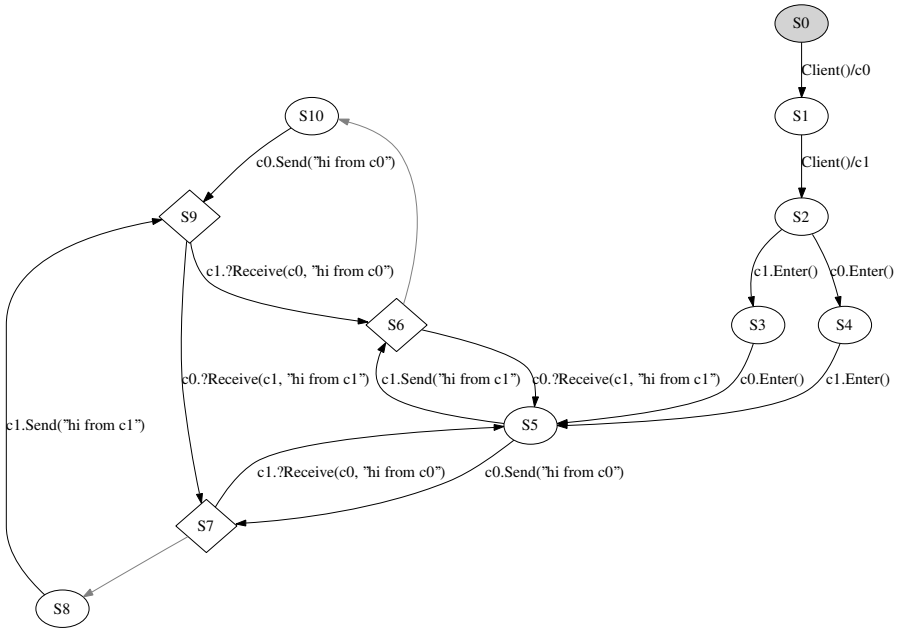 S0
Client()/c0
S10
S1
c0.Send(”hi from c0”)
Client()/c1
S9
S2
c1.?Receive(c0, ”hi from c0”)
c1.Enter()
c0.Enter()
S6
S3
S4
c0.?Receive(c1, ”hi from c1”)
c1.Send(”hi from c1”)
c0.?Receive(c1, ”hi from c1”)
c0.Enter()
c1.Enter()
c1.Send(”hi from c1”)
S5
c1.?Receive(c0, ”hi from c0”)
c0.Send(”hi from c0”)
S7
S8